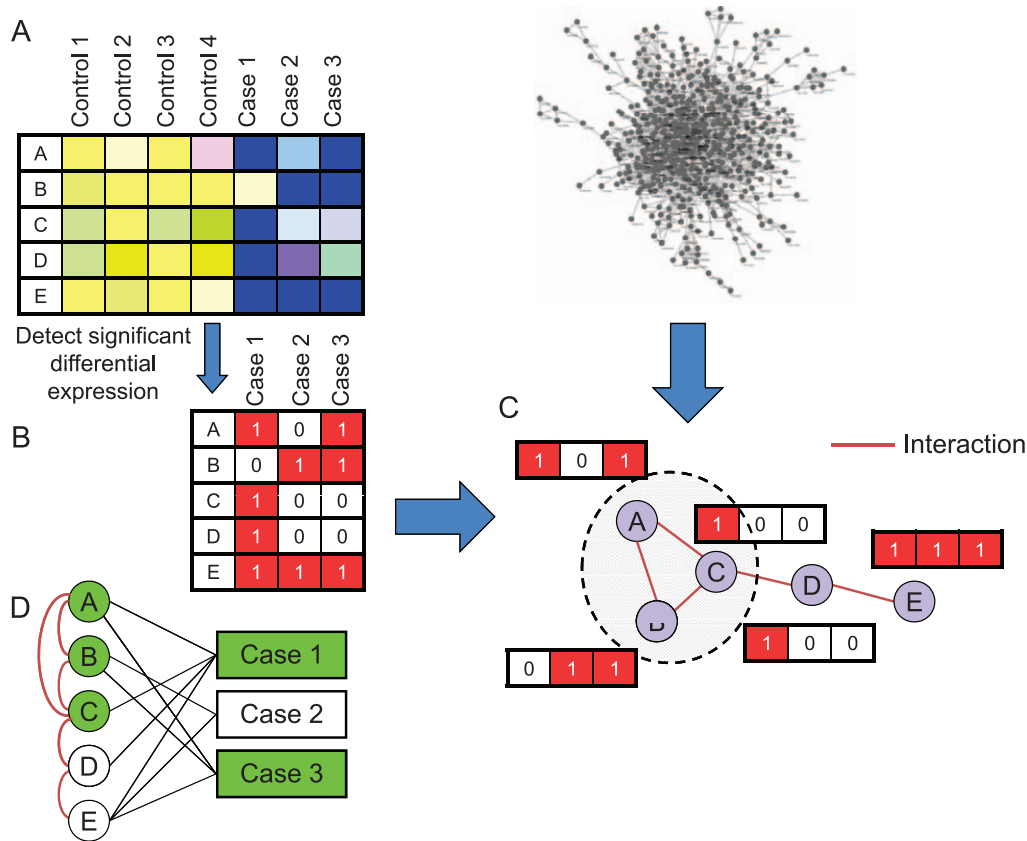 A
Control 1
Control 2
Control 3
Control 4
Case 1
Case 2
Case 3
A
B
C
D
E
Detect significant
differential
expression
Case 1
Case 2
Case 3
B
A 1 0 1
B 0 1 1
C 1 0 0
D 1 0 0
E 1 1 1
C
Interaction
1 0 1
1 0 0
1 1 1
A
C
D
E
0 1 1
1 0 0
D
A
B
C
D
E
Case 1
Case 2
Case 3